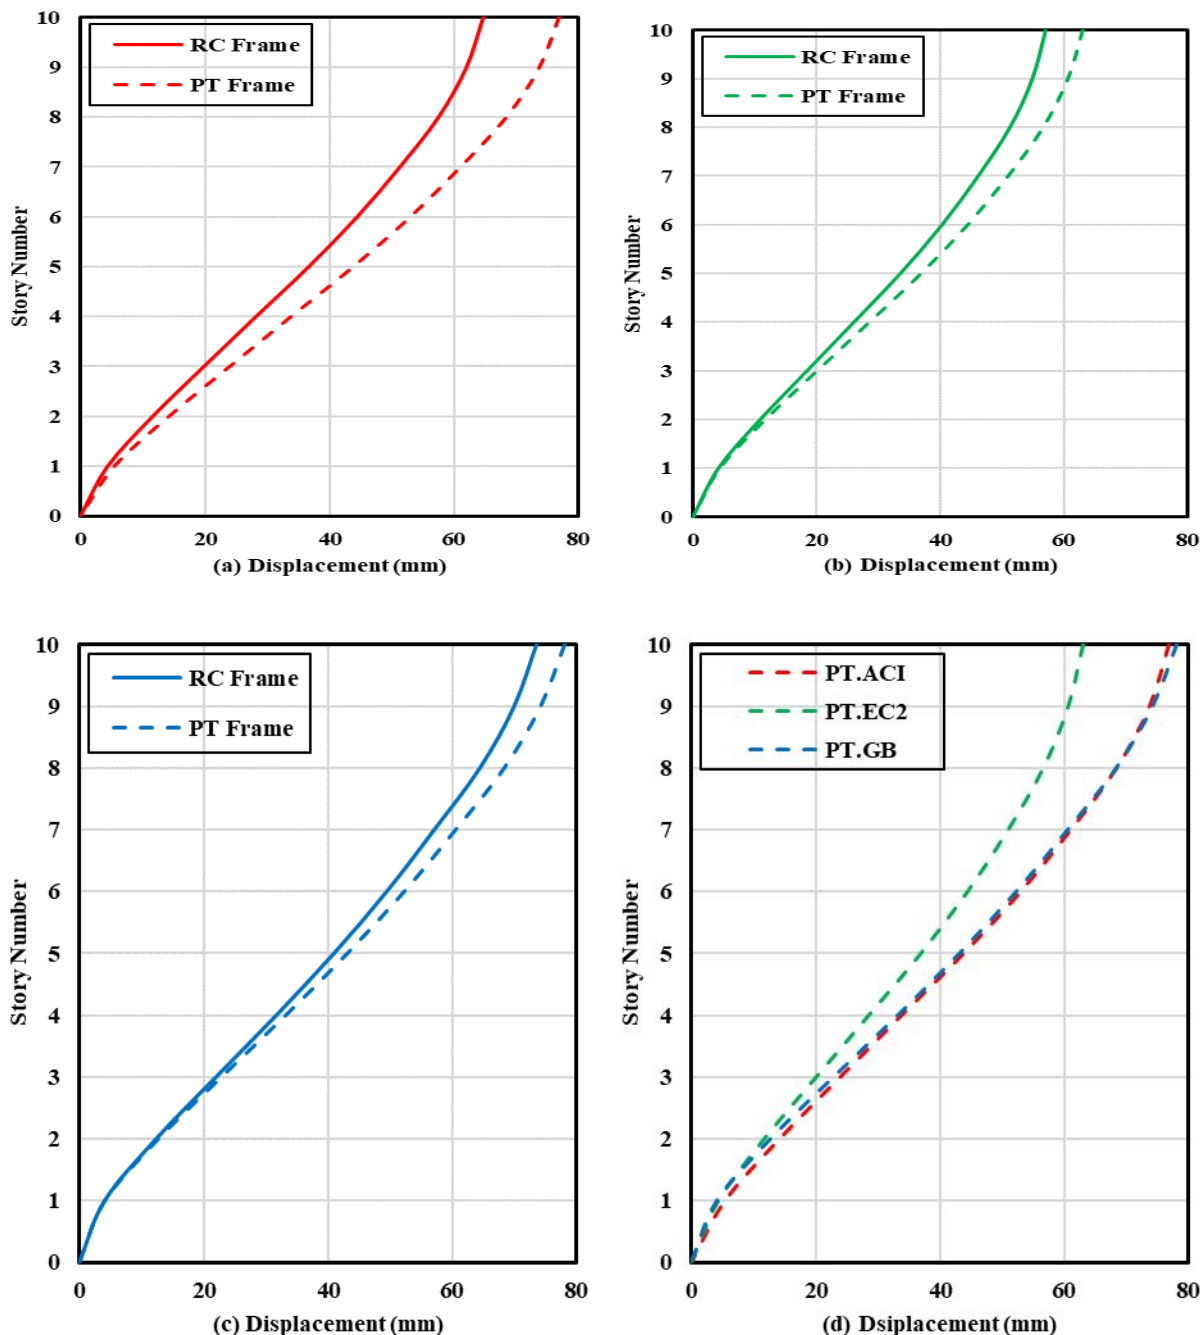 RC Frame
PT Frame
10
9
8
7
6
5
4
3
2
1
0
Story Number
0 20 40 60 80
(a) Displacement (mm)
RC Frame
PT Frame
10
9
8
7
6
5
4
3
2
1
0
Story Number
0 20 40 60 80
(b) Displacement (mm)
RC Frame
PT Frame
10
9
8
7
6
5
4
3
2
1
0
Story Number
0 20 40 60 80
(c) Displacement (mm)
PT.ACI
PT.EC2
PT.GB
10
9
8
7
6
5
4
3
2
1
0
Story Number
0 20 40 60 80
(d) Dsiplacement (mm)